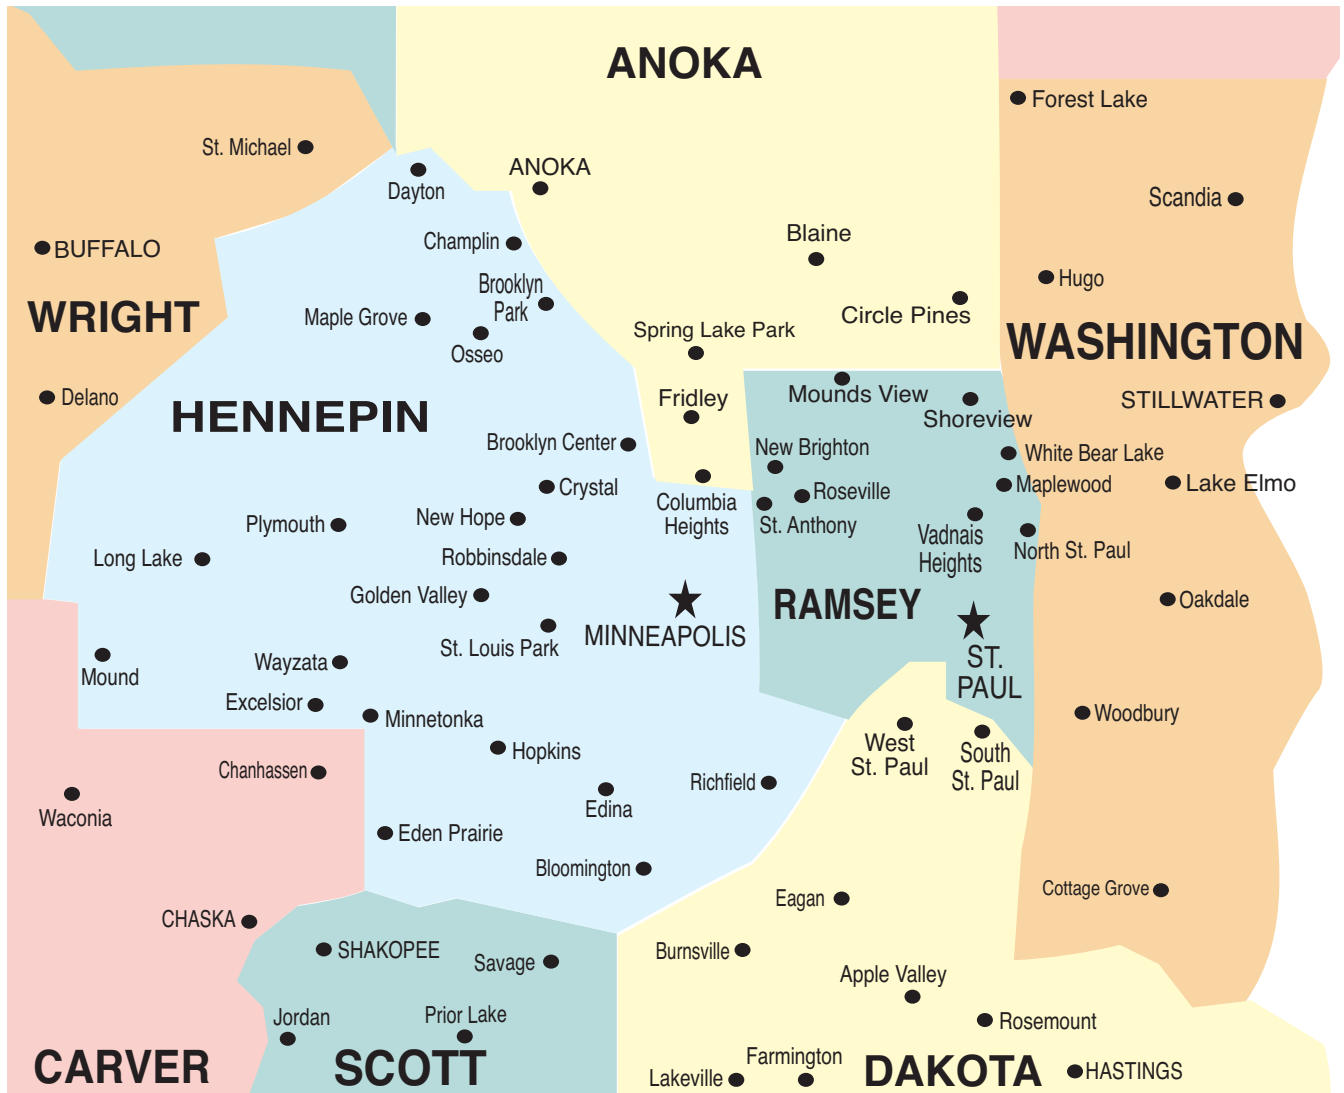 ANOKA
Forest Lake
St. Michael
ANOKA
Dayton
Scandia
Blaine
Champlin
BUFFALO
Hugo
Brooklyn
Park
Circle Pines
WRIGHT
Maple Grove
Spring Lake Park
WASHINGTON
Osseo
Mounds View
Delano
Fridley
STILLWATER
HENNEPIN
Shoreview
Brooklyn Center
New Brighton
White Bear Lake
Crystal
Roseville
Maplewood
Lake Elmo
Columbia
Heights
New Hope
Plymouth
St. Anthony
Vadnais
Heights
North St. Paul
Long Lake
Robbinsdale
Golden Valley
RAMSEY
Oakdale
MINNEAPOLIS
St. Louis Park
ST.
PAUL
Wayzata
Mound
Excelsior
Minnetonka
Woodbury
West
St. Paul
South
St. Paul
Hopkins
Chanhassen
Richfield
Edina
Waconia
Eden Prairie
Bloomington
Cottage Grove
Eagan
CHASKA
SHAKOPEE
Savage
Burnsville
Apple Valley
Jordan
Prior Lake
Rosemount
Farmington
CARVER
SCOTT
Lakeville
DAKOTA
HASTINGS